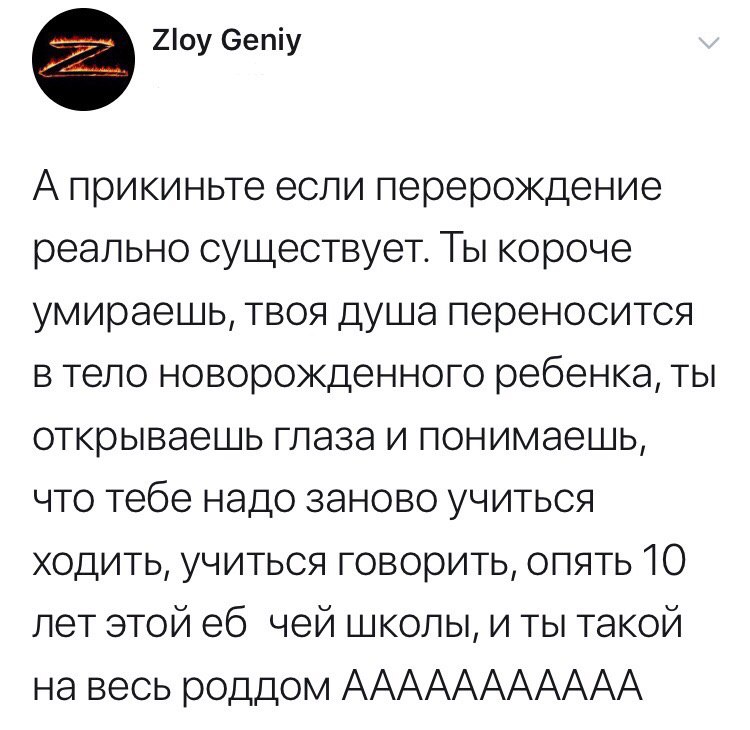 Zloy Geniy
А прикиньте если перерождение
реально существует. Ты короче
умираешь, твоя душа переносится
в тело новорожденного ребенка, ты
открываешь глаза и понимаешь,
что тебе надо заново учиться
ходить, учиться говорить, опять 10
лет этой еб  чей школы, и ты такой
на весь роддом ААААААААААА